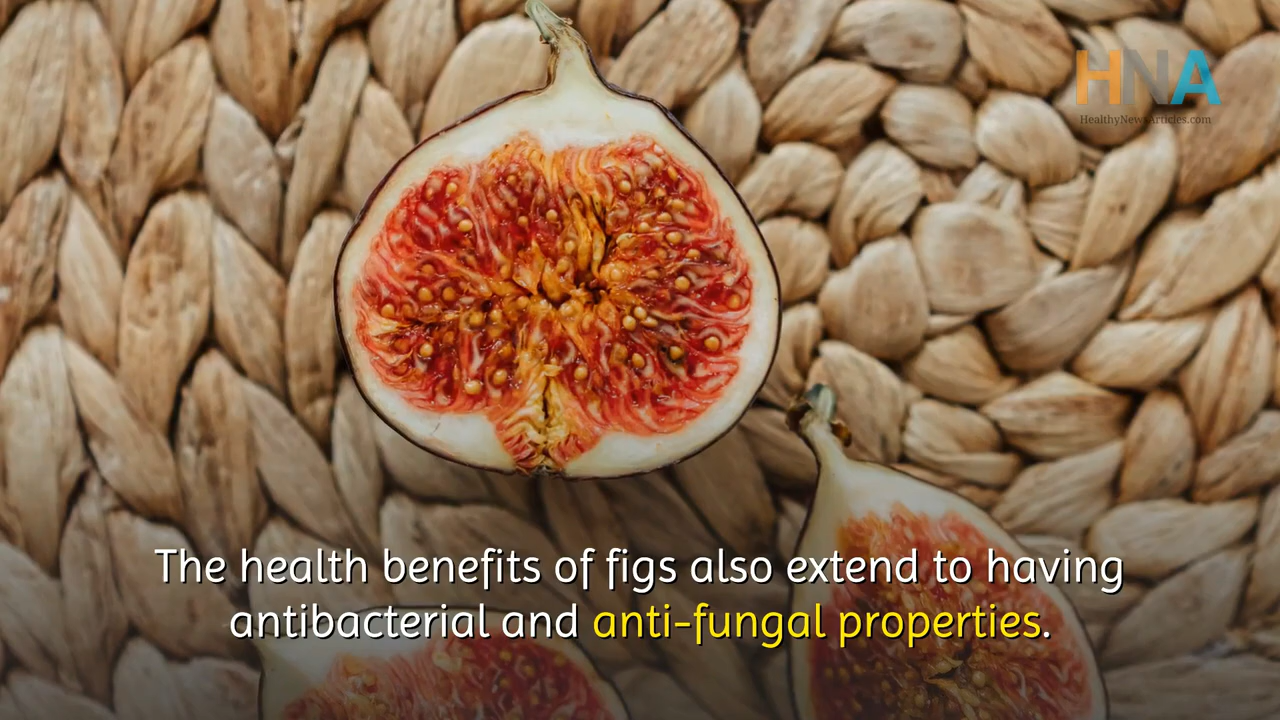 HNA
HealthyNewsArticles.com
The health benefits of figs also extend to having
antibacterial and anti-fungal properties.